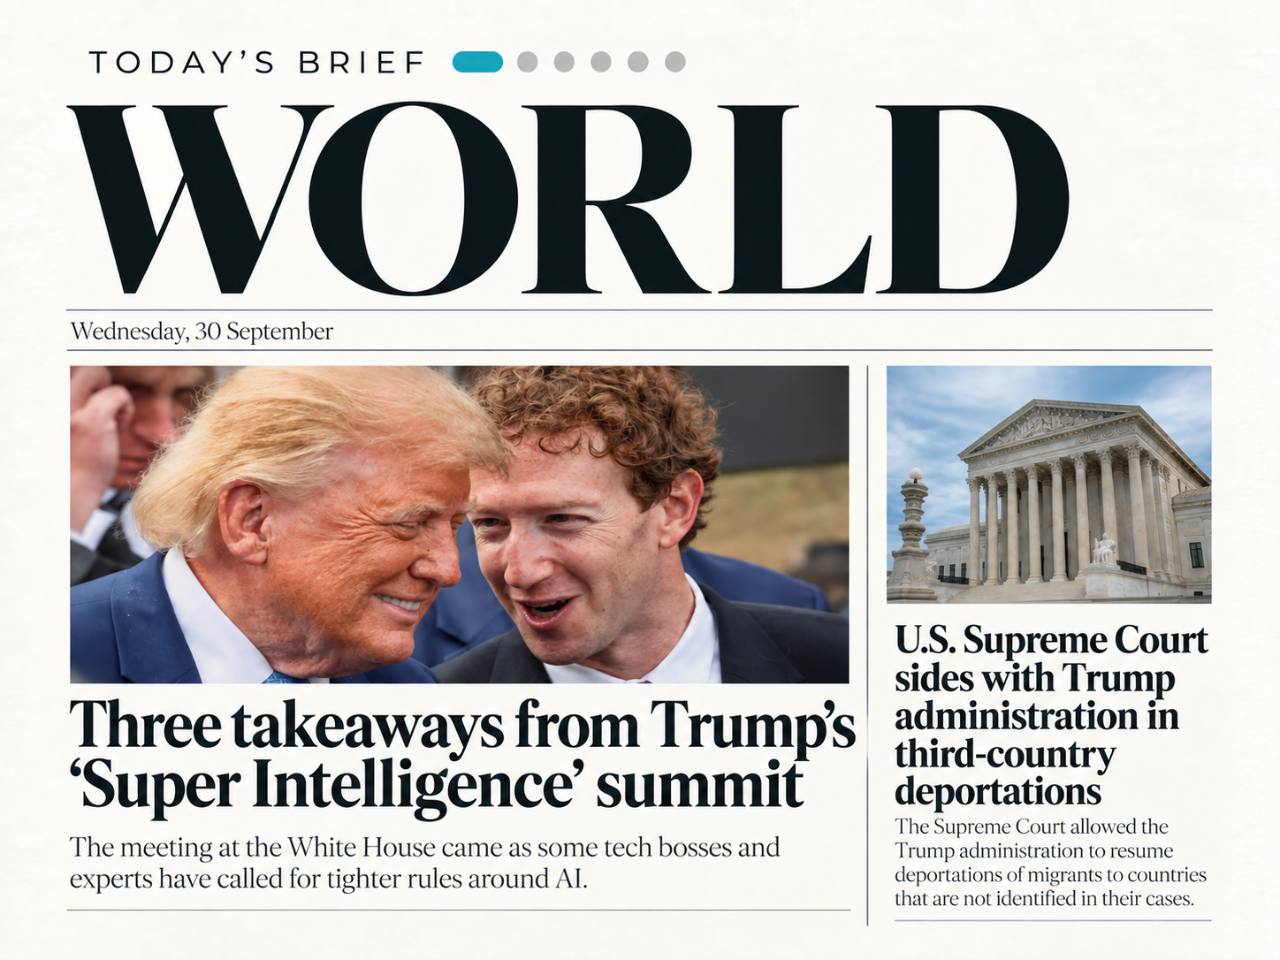 TODAY’S BRIEF
WORLD
Wednesday, 30 September
Three takeaways from Trump’s
‘Super Intelligence’ summit
The meeting at the White House came as some tech bosses and
experts have called for tighter rules around AI.
U.S. Supreme Court
sides with Trump
administration in
third-country
deportations
The Supreme Court allowed the
Trump administration to resume
deportations of migrants to countries
that are not identified in their cases.